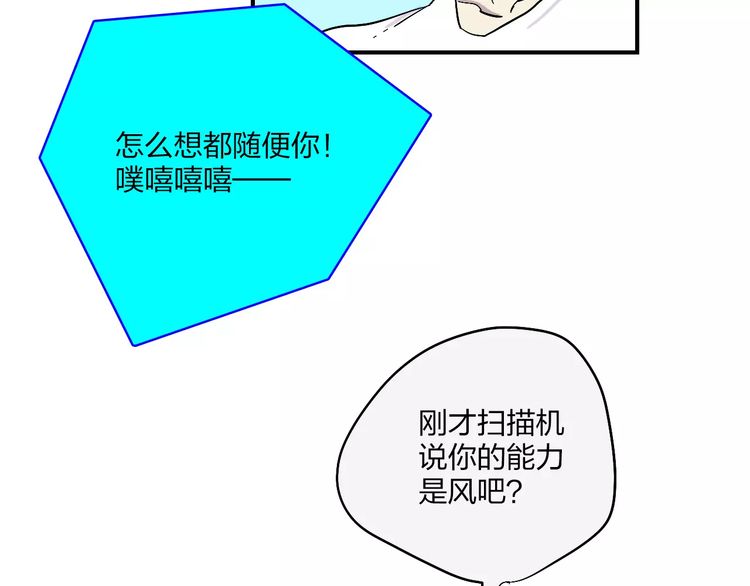 怎么想都随便你！
噗嘻嘻嘻——
刚才扫描机
说你的能力
是风吧？